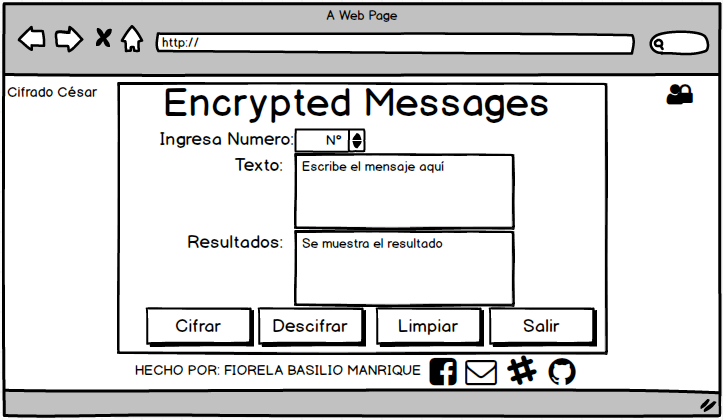 A Web Page
http://
Cifrado César
Encrypted Messages
Ingresa Numero: N°
Texto: Escribe el mensaje aquí
Resultados: Se muestra el resultado
Cifrar Descifrar Limpiar Salir
HECHO POR: FIORELA BASILIO MANRIQUE